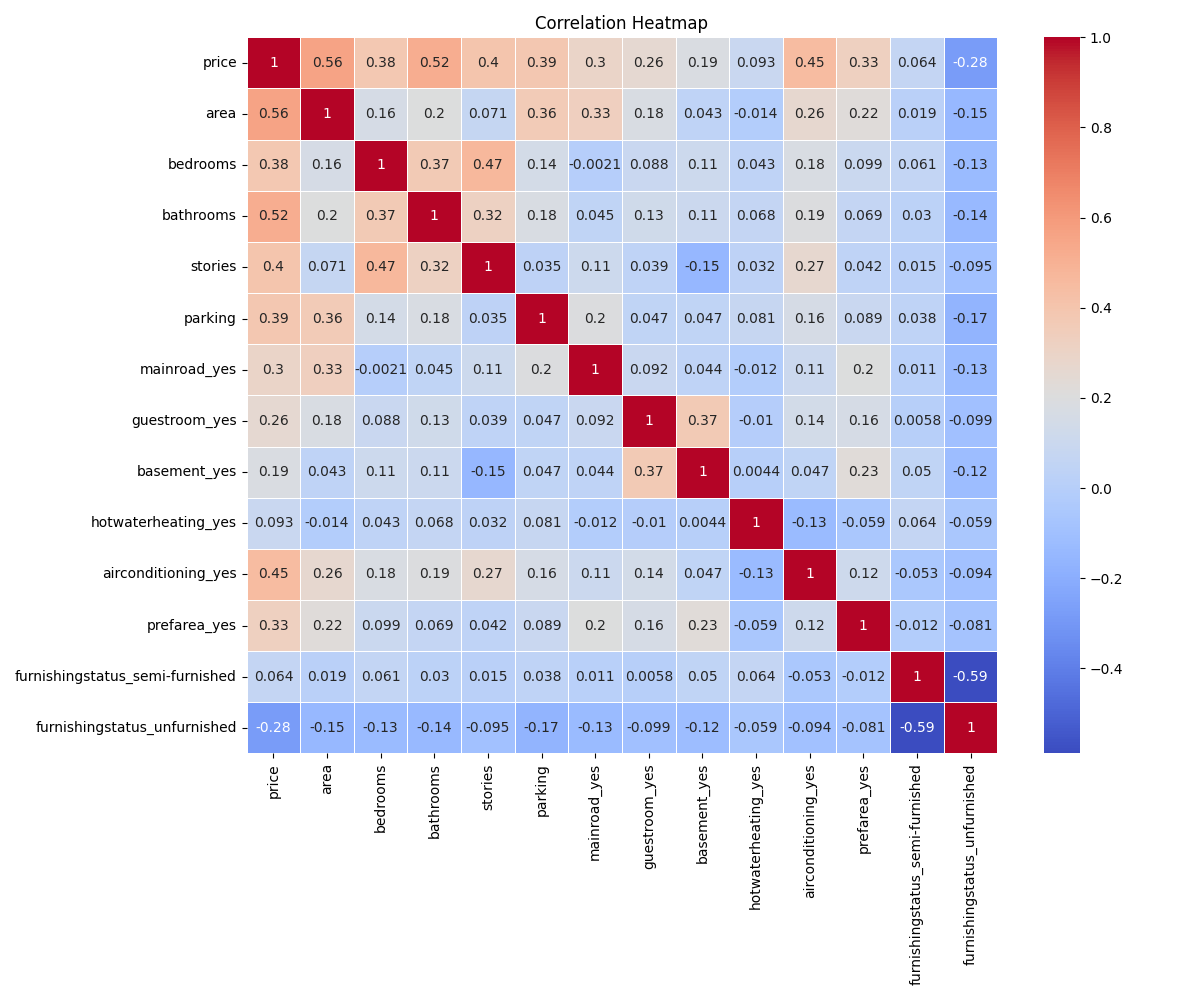 Correlation Heatmap
price 1 0.56 0.38 0.52 0.4 0.39 0.3 0.26 0.19 0.093 0.45 0.33 0.064 -0.28
area 0.56 1 0.16 0.2 0.071 0.36 0.33 0.18 0.043 -0.014 0.26 0.22 0.019 -0.15
bedrooms 0.38 0.16 1 0.37 0.47 0.14 -0.0021 0.088 0.11 0.043 0.18 0.099 0.061 -0.13
bathrooms 0.52 0.2 0.37 1 0.32 0.18 0.045 0.13 0.11 0.068 0.19 0.069 0.03 -0.14
stories 0.4 0.071 0.47 0.32 1 0.035 0.11 0.039 -0.15 0.032 0.27 0.042 0.015 -0.095
parking 0.39 0.36 0.14 0.18 0.035 1 0.2 0.047 0.047 0.081 0.16 0.089 0.038 -0.17
mainroad_yes 0.3 0.33 -0.0021 0.045 0.11 0.2 1 0.092 0.044 -0.012 0.11 0.2 0.011 -0.13
guestroom_yes 0.26 0.18 0.088 0.13 0.039 0.047 0.092 1 0.37 -0.01 0.14 0.16 0.0058 -0.099
basement_yes 0.19 0.043 0.11 0.11 -0.15 0.047 0.044 0.37 1 0.0044 0.047 0.23 0.05 -0.12
hotwaterheating_yes 0.093 -0.014 0.043 0.068 0.032 0.081 -0.012 -0.01 0.0044 1 -0.13 -0.059 0.064 -0.059
airconditioning_yes 0.45 0.26 0.18 0.19 0.27 0.16 0.11 0.14 0.047 -0.13 1 0.12 -0.053 -0.094
prefarea_yes 0.33 0.22 0.099 0.069 0.042 0.089 0.2 0.16 0.23 -0.059 0.12 1 -0.012 -0.081
furnishingstatus_semi-furnished 0.064 0.019 0.061 0.03 0.015 0.038 0.011 0.0058 0.05 0.064 -0.053 -0.012 1 -0.59
furnishingstatus_unfurnished -0.28 -0.15 -0.13 -0.14 -0.095 -0.17 -0.13 -0.099 -0.12 -0.059 -0.094 -0.081 -0.59 1
price
area
bedrooms
bathrooms
stories
parking
mainroad_yes
guestroom_yes
basement_yes
hotwaterheating_yes
airconditioning_yes
prefarea_yes
furnishingstatus_semi-furnished
furnishingstatus_unfurnished
1.0
0.8
0.6
0.4
0.2
0.0
−0.2
−0.4